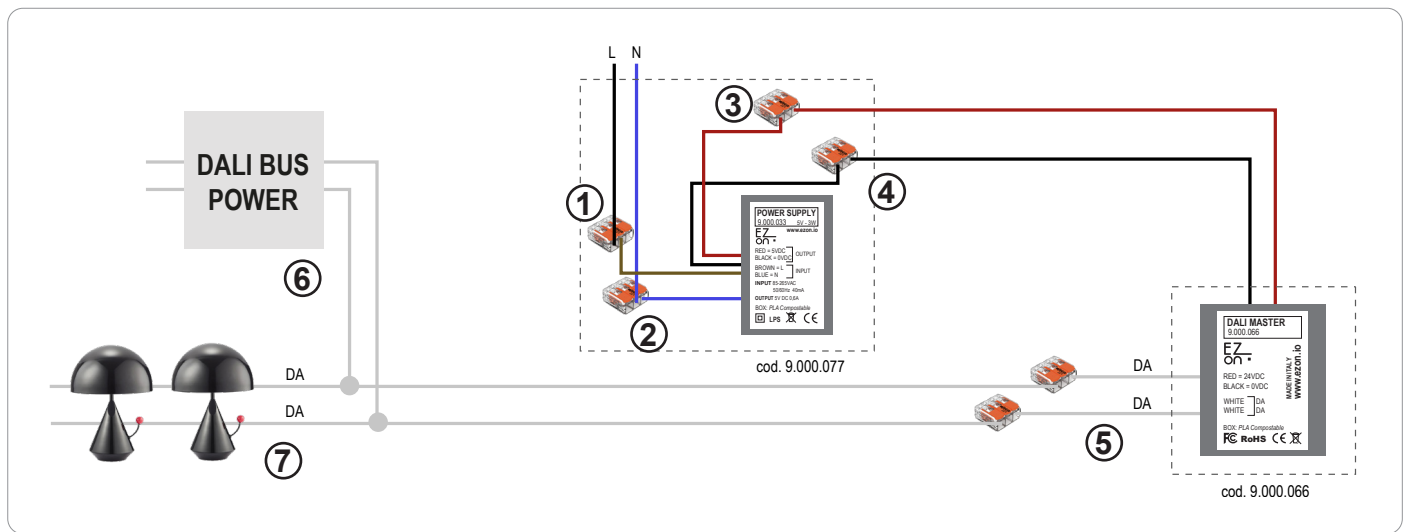 L N
3
4
1
2
DALI BUS
POWER
6
POWER SUPPLY
9.000.033 5V - 3W
EZ
on
www.ezon.io
RED = 5VDC
BLACK = 0VDC
OUTPUT
BROWN = L
BLUE = N
INPUT
INPUT 85-265VAC
50/60Hz 40mA
OUTPUT 5V DC 0,6A
BOX: PLA Compostable
LPS CE
cod. 9.000.077
DA
DA
7
DA
DA
5
DALI MASTER
9.000.066
EZ
on
RED = 24VDC
BLACK = 0VDC
WHITE DA
WHITE DA
MADE IN ITALY
www.ezon.io
BOX: PLA Compostable
FC RoHS CE
cod. 9.000.066